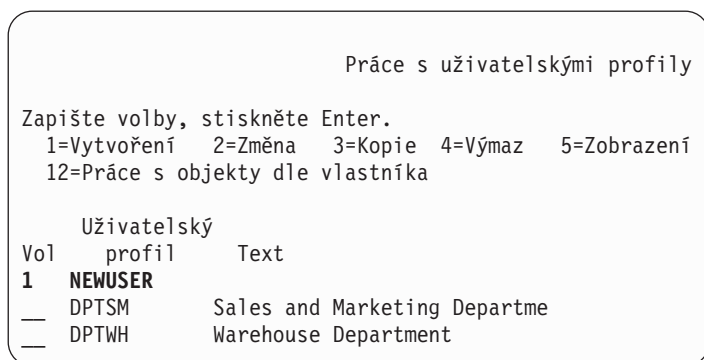 Práce s uživatelskými profily
Zapište volby, stiskněte Enter.
1=Vytvoření 2=Změna 3=Kopie 4=Výmaz 5=Zobrazení
12=Práce s objekty dle vlastníka
Uživatelský
Vol profil Text
1 NEWUSER
__ DPTSM Sales and Marketing Departme
__ DPTWH Warehouse Department